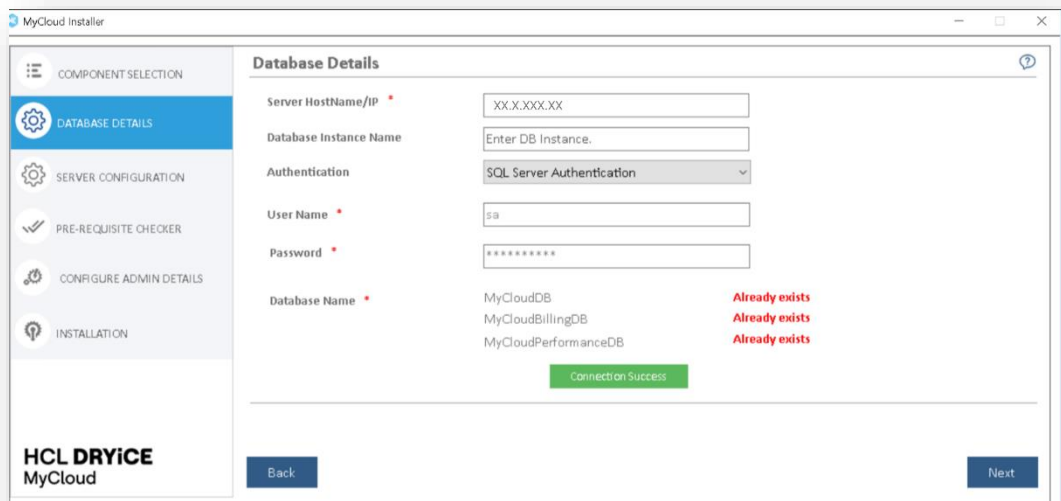 MyCloud Installer
COMPONENT SELECTION
DATABASE DETAILS
SERVER CONFIGURATION
PRE-REQUISITE CHECKER
CONFIGURE ADMIN DETAILS
INSTALLATION
HCL DRYiCE
MyCloud
Database Details
Server HostName/IP *
XX.X.XXX.XX
Database Instance Name
Enter DB Instance.
Authentication
SQL Server Authentication
User Name *
sa
Password *
**********
Database Name *
MyCloudDB Already exists
MyCloudBillingDB Already exists
MyCloudPerformanceDB Already exists
Connection Success
Back
Next